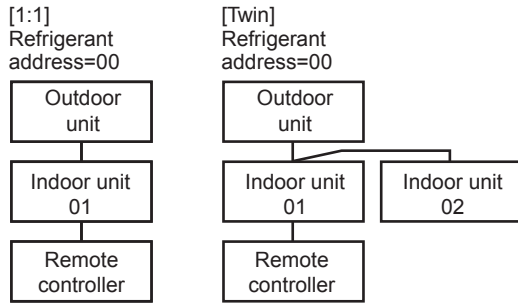 [1:1]
Refrigerant
address=00
Outdoor
unit
Indoor unit
01
Remote
controller
[Twin]
Refrigerant
address=00
Outdoor
unit
Indoor unit
01
Indoor unit
02
Remote
controller